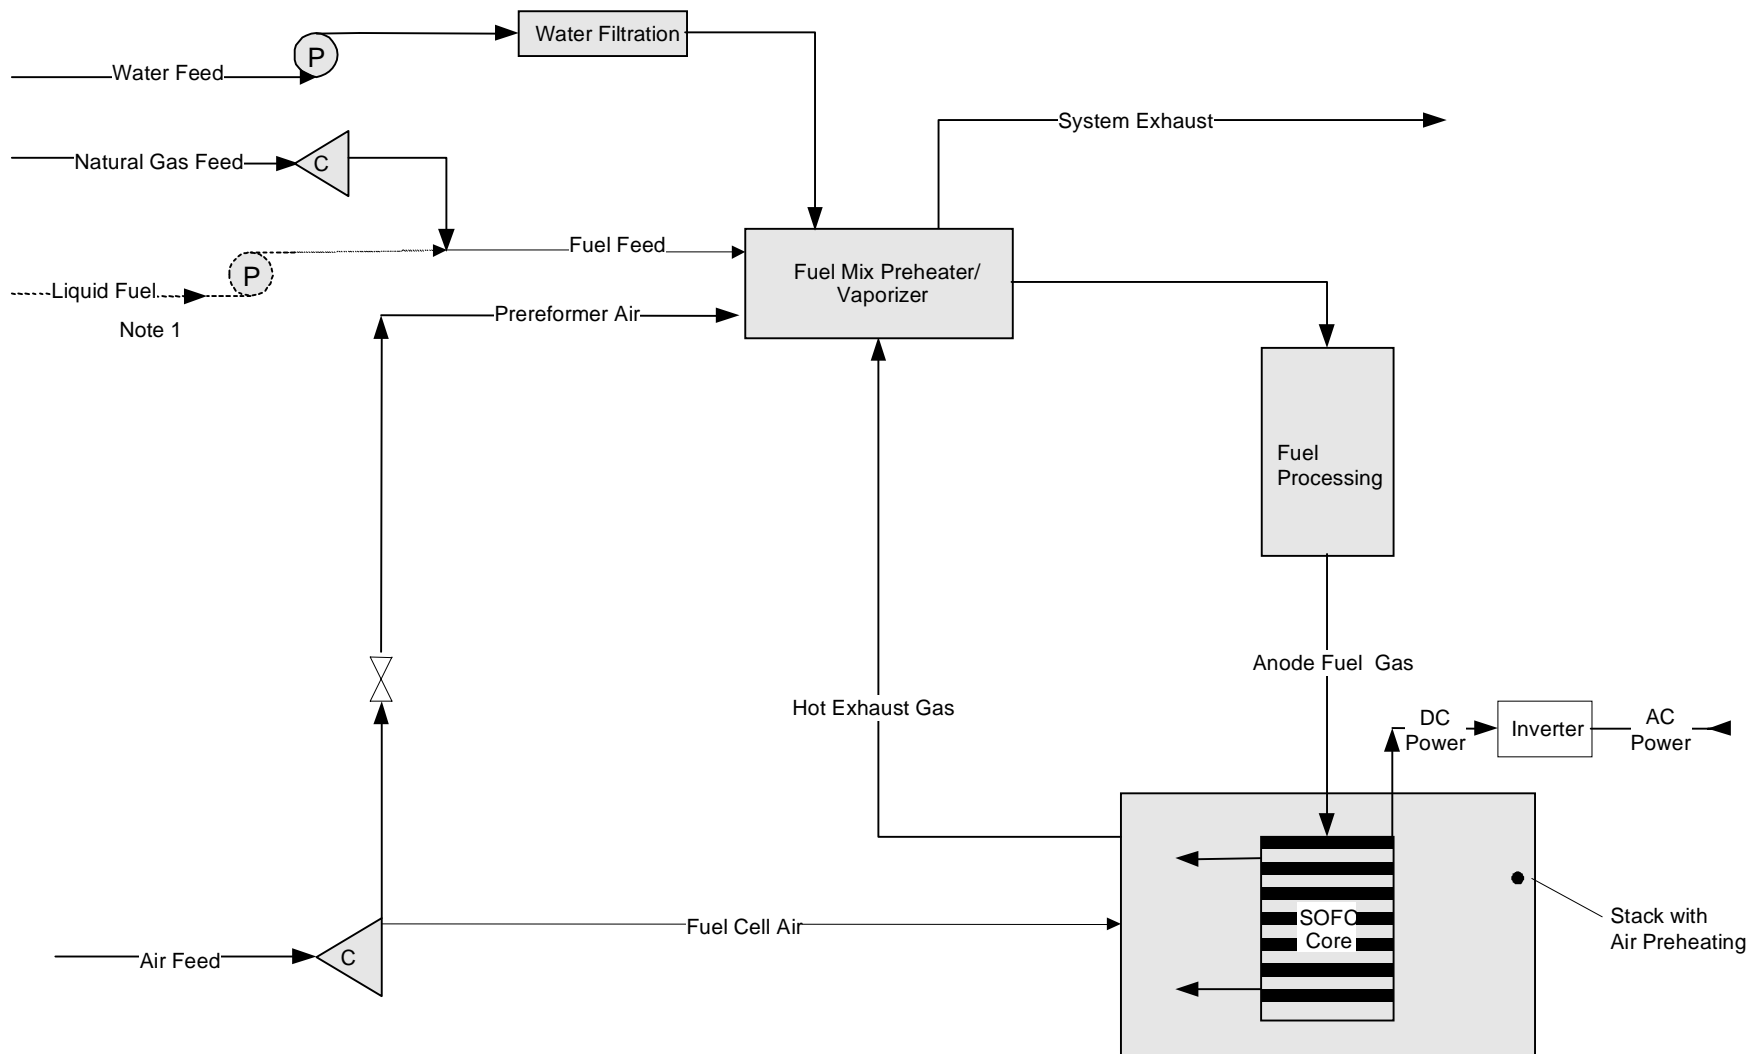 Water Filtration
P
Water Feed
System Exhaust
Natural Gas Feed
C
Fuel Feed
P
Liquid Fuel
Fuel Mix Preheater/
Vaporizer
Prereformer Air
Note 1
Fuel
Processing
Anode Fuel Gas
Hot Exhaust Gas
DC
Power
Inverter
AC
Power
SOFC
Core
Stack with
Air Preheating
Fuel Cell Air
Air Feed
C